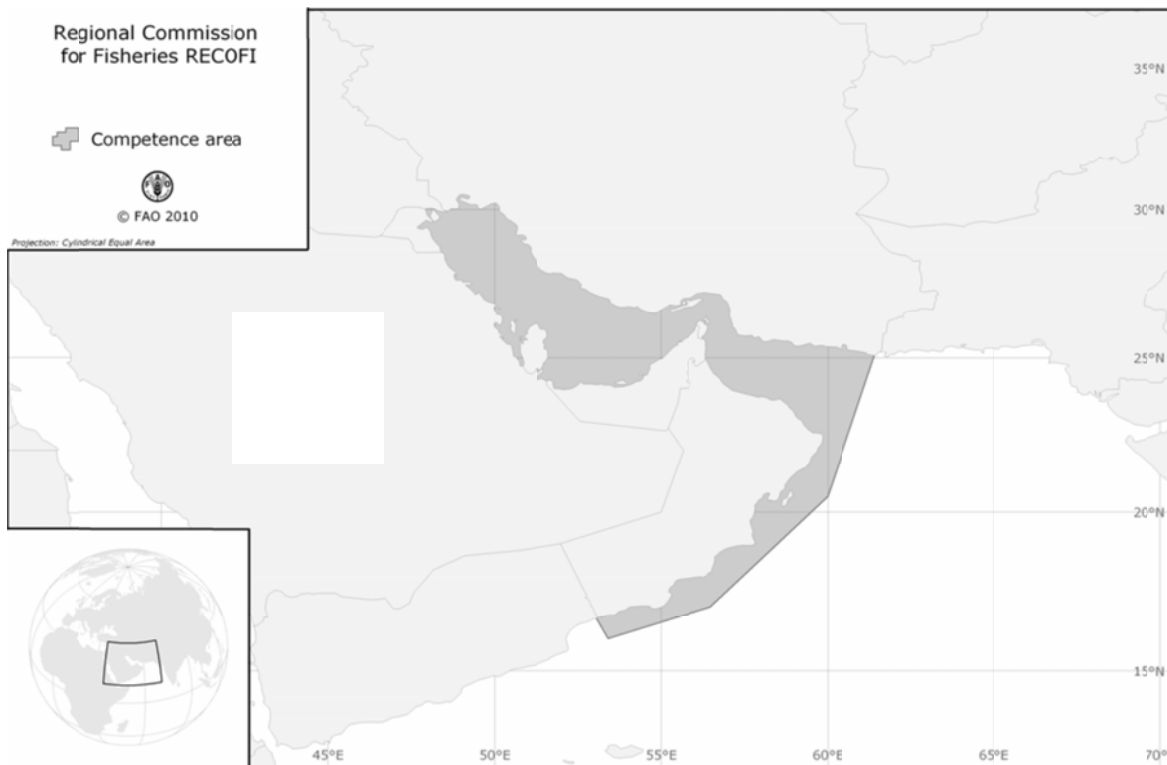 Regional Commission
for Fisheries RECOFI
Competence area
© FAO 2010
Projection: Cylindrical Equal Area
35°N
30°N
25°N
20°N
15°N
45°E
50°E
55°E
60°E
65°E